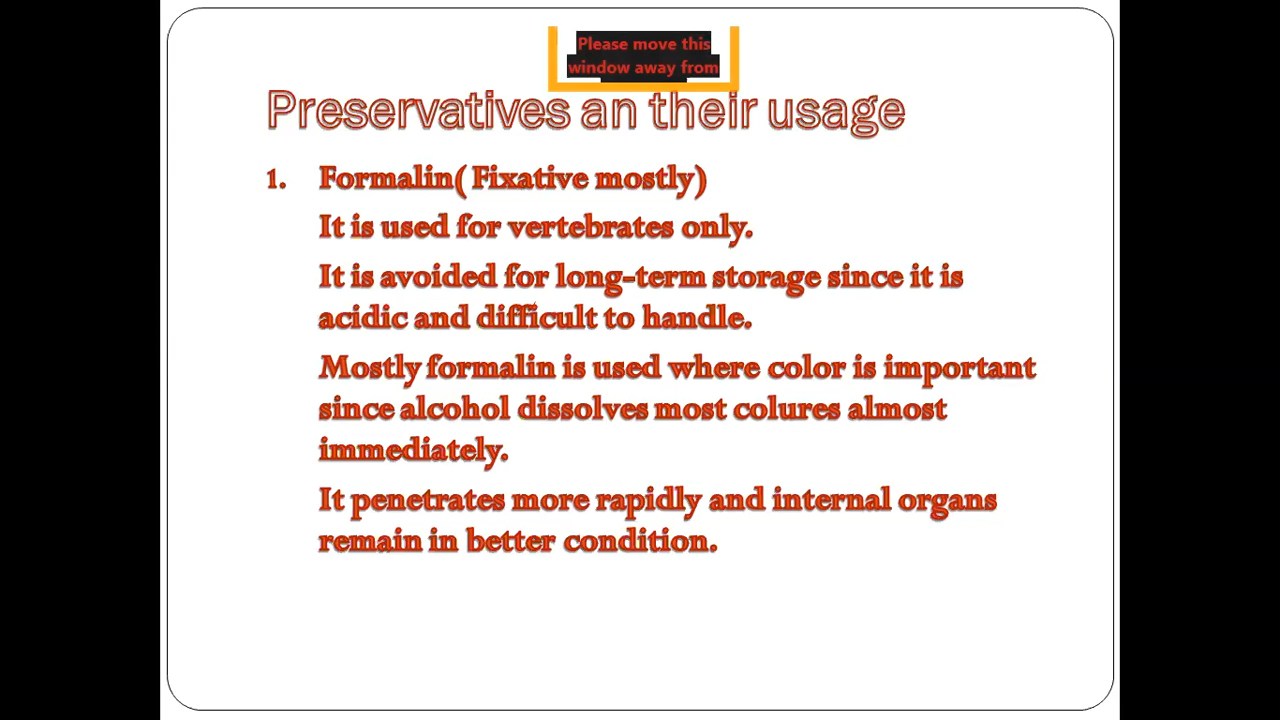 Please move this
window away from
Preservatives an their usage
1. Formalin( Fixative mostly)
It is used for vertebrates only.
It is avoided for long-term storage since it is
acidic and difficult to handle.
Mostly formalin is used where color is important
since alcohol dissolves most colures almost
immediately.
It penetrates more rapidly and internal organs
remain in better condition.